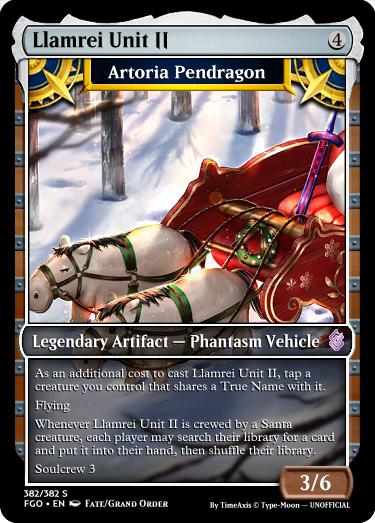 Llamrei Unit II 4
Artoria Pendragon
Legendary Artifact — Phantasm Vehicle
As an additional cost to cast Llamrei Unit II, tap a
creature you control that shares a True Name with it.
Flying
Whenever Llamrei Unit II is crewed by a Santa
creature, each player may search their library for a card
and put it into their hand, then shuffle their library.
Soulcrew 3
3/6
382/382 S
FGO • EN Fate/Grand Order
By TimeAxis © Type-Moon — UNOFFICIAL